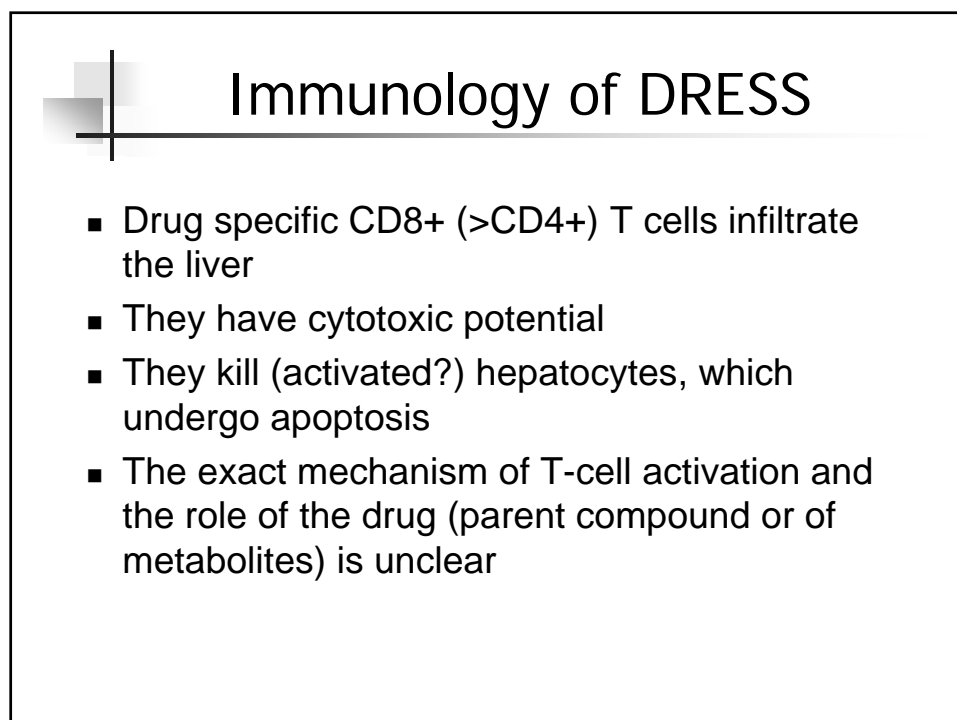 Immunology of DRESS
▪ Drug specific CD8+ (>CD4+) T cells infiltrate
the liver
▪ They have cytotoxic potential
▪ They kill (activated?) hepatocytes, which
undergo apoptosis
▪ The exact mechanism of T-cell activation and
the role of the drug (parent compound or of
metabolites) is unclear